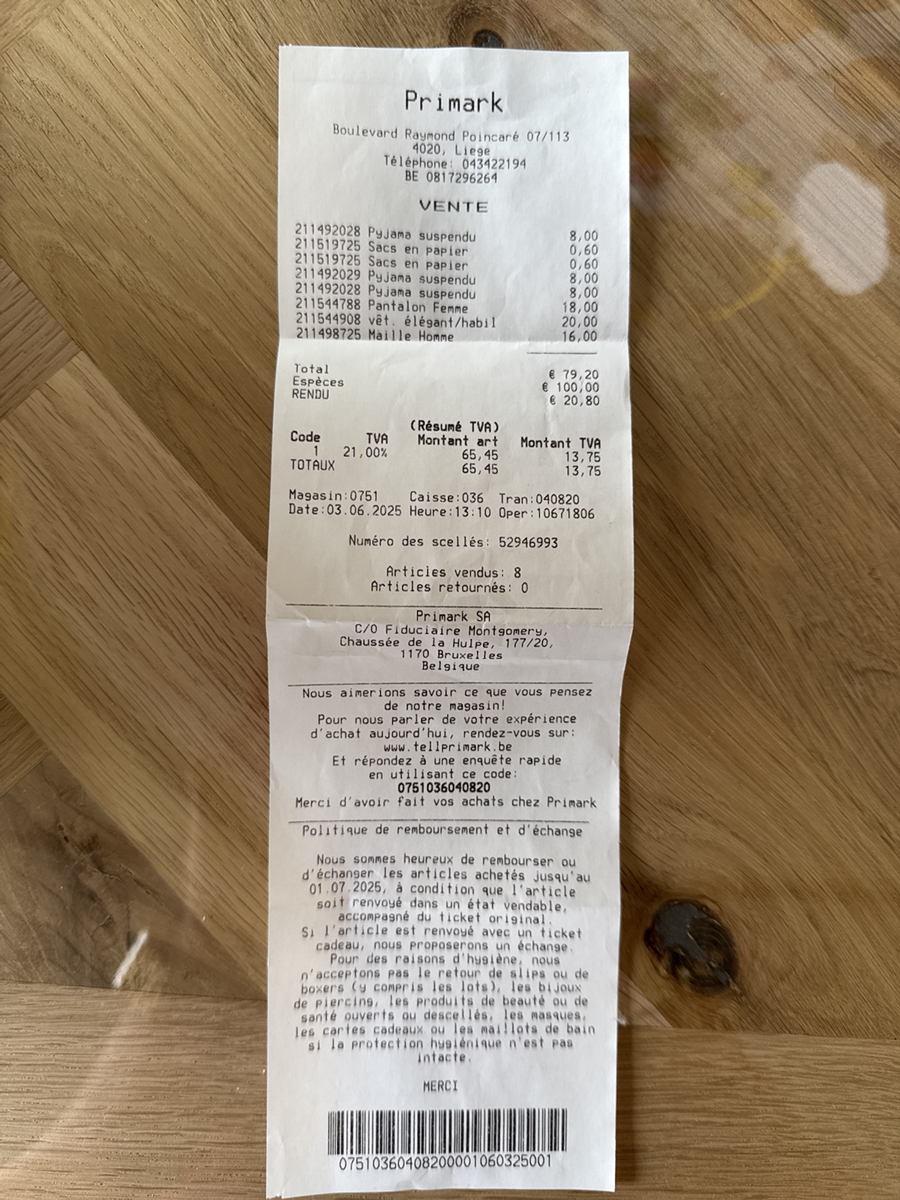 Primark
Boulevard Raymond Poincaré 07/113
4020, Liege
Téléphone: 043422194
BE 0817296264
VENTE
211492028 Pyjama suspendu 8,00
211519725 Sacs en papier 0,60
211519725 Sacs en papier 0,60
211492029 Pyjama suspendu 8,00
211492028 Pyjama suspendu 8,00
211544788 Pantalon Femme 18,00
211544908 vêt. élégant/habil 20,00
211498725 Maille Homme 16,00
Total € 79,20
Espèces € 100,00
RENDU € 20,80
(Résumé TVA)
Code TVA Montant art Montant TVA
1 21,00% 65,45 13,75
TOTAUX 65,45 13,75
Magasin:0751 Caisse:036 Tran:040820
Date:03.06.2025 Heure:13:10 Oper:10671806
Numéro des scellés: 52946993
Articles vendus: 8
Articles retournés: 0
Primark SA
C/O Fiduciaire Montgomery,
Chaussée de la Hulpe, 177/20,
1170 Bruxelles
Belgique
Nous aimerions savoir ce que vous pensez
de notre magasin!
Pour nous parler de votre expérience
d'achat aujourd'hui, rendez-vous sur:
www.tellprimark.be
Et répondez à une enquête rapide
en utilisant ce code:
0751036040820
Merci d'avoir fait vos achats chez Primark
Politique de remboursement et d'échange
Nous sommes heureux de rembourser ou
d'échanger les articles achetés jusqu'au
01.07.2025, à condition que l'article
soit renvoyé dans un état vendable,
accompagné du ticket original.
Si l'article est renvoyé avec un ticket
cadeau, nous proposerons un échange.
Pour des raisons d'hygiène, nous
n'acceptons pas le retour de slips ou de
boxers (y compris les lots), les bijoux
de piercing, les produits de beauté ou de
santé ouverts ou descellés, les masques,
les cartes cadeaux ou les maillots de bain
si la protection hygiénique n'est pas
intacte.
MERCI
07510360408200001060325001